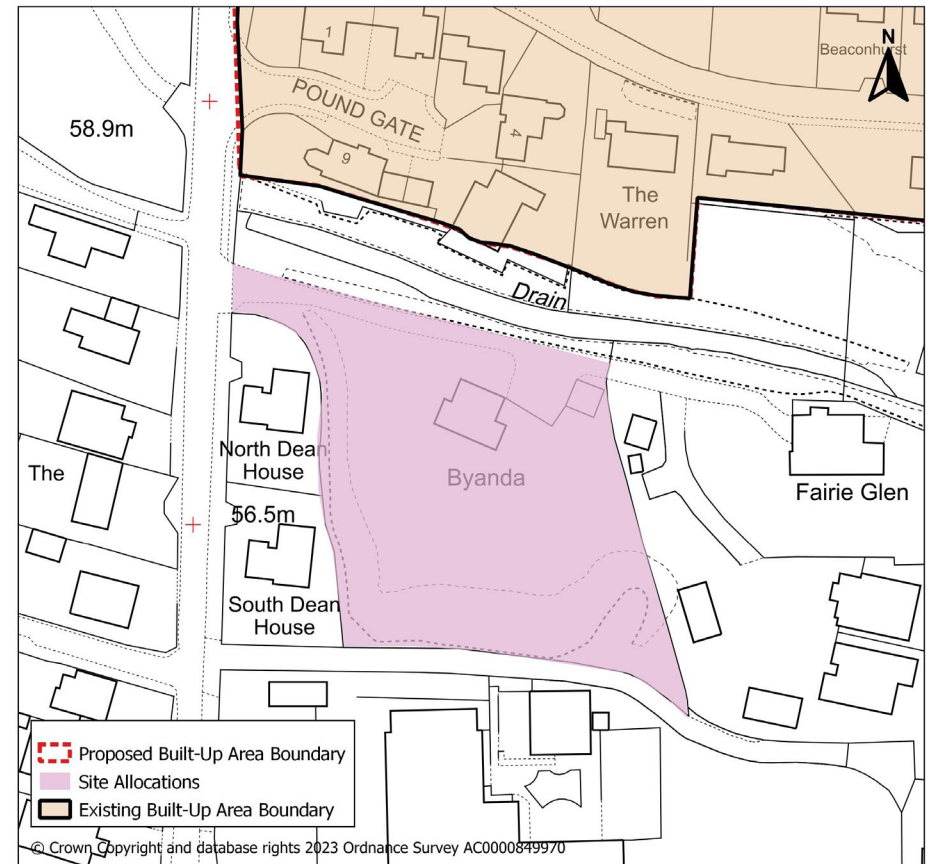 1
N
Beaconhurst
POUND GATE
58.9m
4
9
The
Warren
Drain
North Dean
House
Byanda
The
Fairie Glen
56.5m
South Dean
House
Proposed Built-Up Area Boundary
Site Allocations
Existing Built-Up Area Boundary
© Crown Copyright and database rights 2023 Ordnance Survey AC0000849970